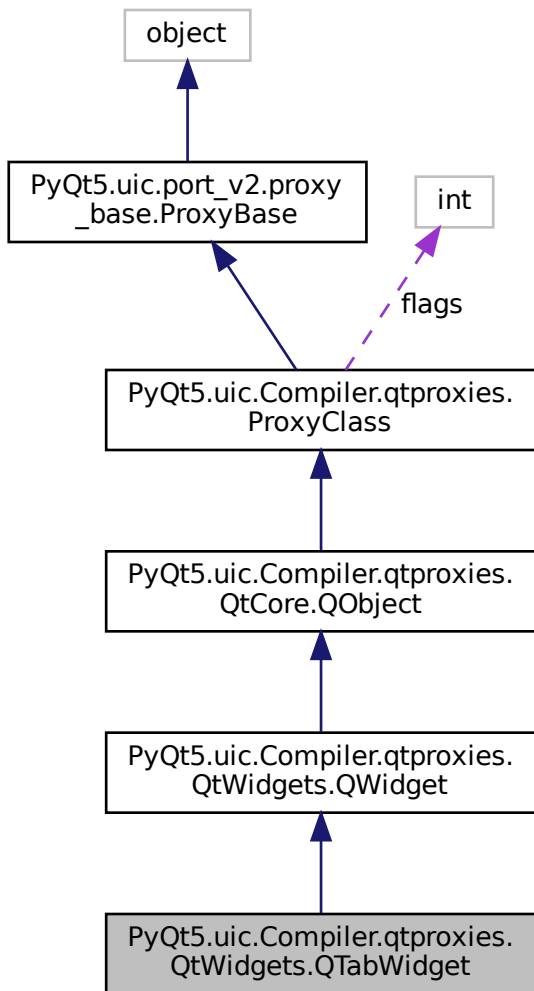 object
PyQt5.uic.port_v2.proxy
_base.ProxyBase
int
flags
PyQt5.uic.Compiler.qtproxies.
ProxyClass
PyQt5.uic.Compiler.qtproxies.
QtCore.QObject
PyQt5.uic.Compiler.qtproxies.
QtWidgets.QWidget
PyQt5.uic.Compiler.qtproxies.
QtWidgets.QTabWidget